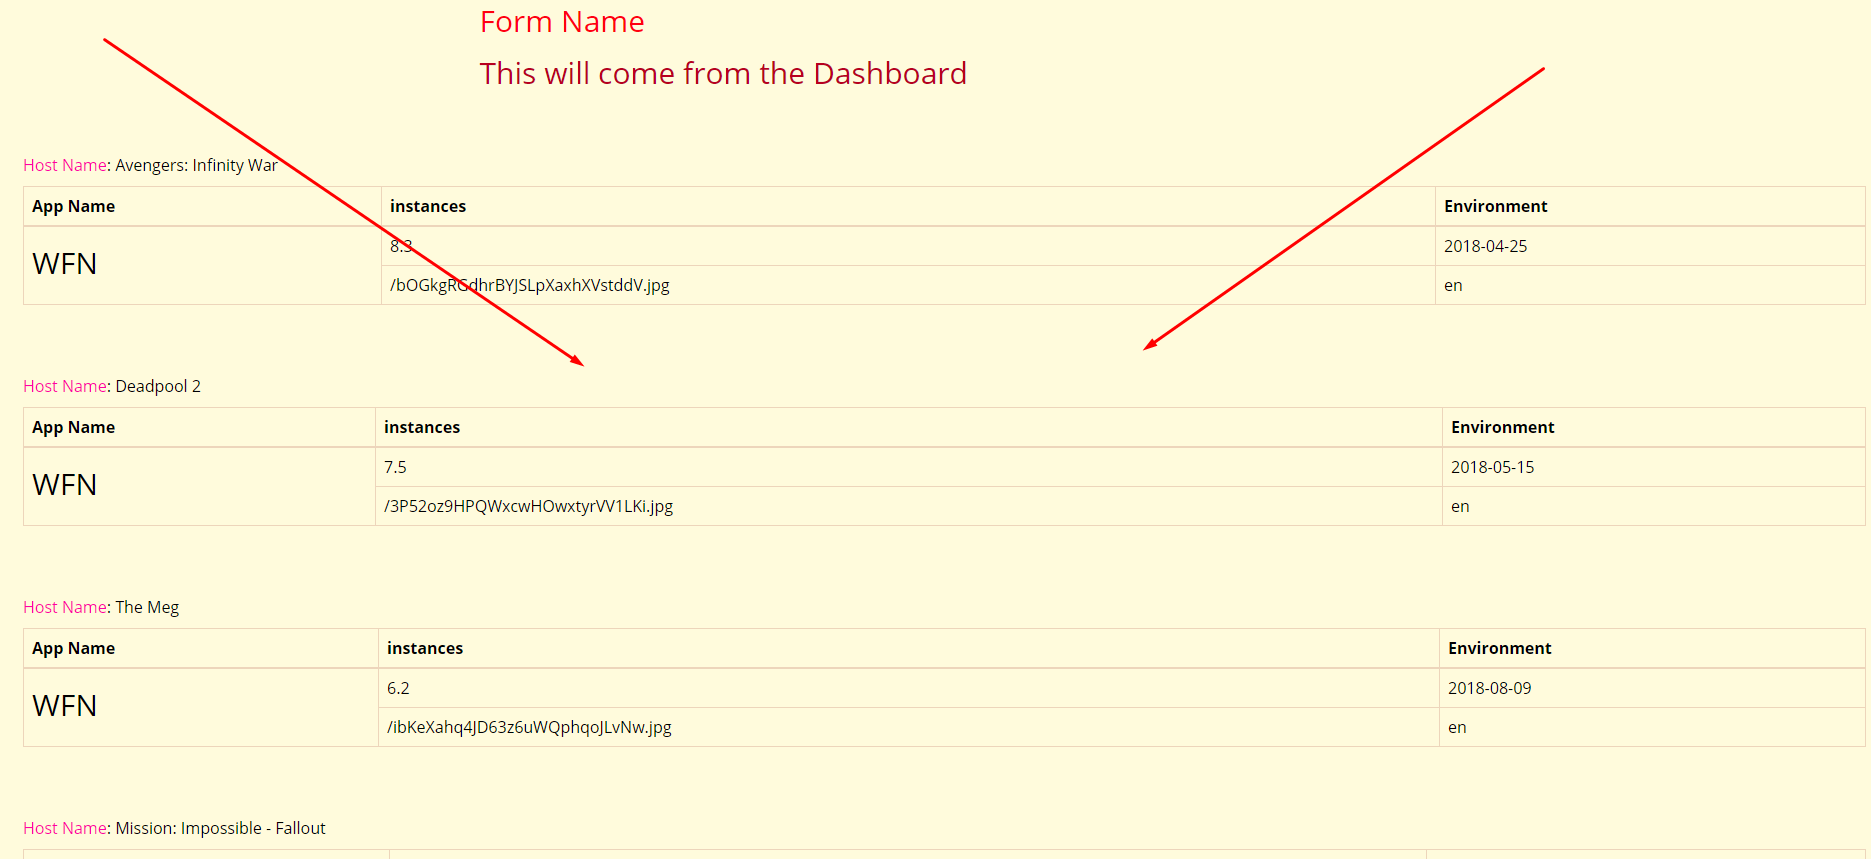 Form Name
This will come from the Dashboard
Host Name: Avengers: Infinity War
App Name instances Environment
WFN
8.3 2018-04-25
/bOGkgRGdhrBYJSLpXaxhXVstddV.jpg en
Host Name: Deadpool 2
App Name instances Environment
WFN
7.5 2018-05-15
/3P52oz9HPQWxcwHOwxtyrVV1LKi.jpg en
Host Name: The Meg
App Name instances Environment
WFN
6.2 2018-08-09
/ibKeXahq4JD63z6uWQphqoJLvNw.jpg en
Host Name: Mission: Impossible - Fallout